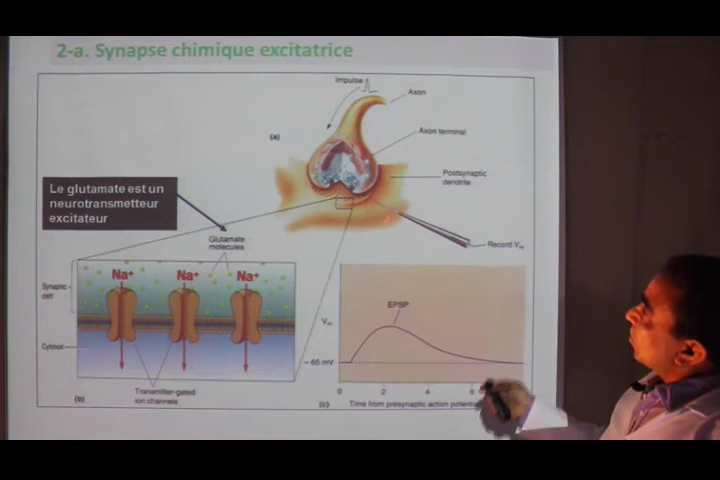 2-a. Synapse chimique excitatrice
Impulse
Axon
(a)
Axon terminal
Postsynaptic
dendrite
Le glutamate est un
neurotransmetteur
excitateur
Glutamate
molecules
Record Vm
Na+ Na+ Na+
Synaptic
cleft
EPSP
Vm
Cytosol
– 65 mV
0 2 4 6
Transmitter-gated
ion channels
(b)
(c)
Time from presynaptic action